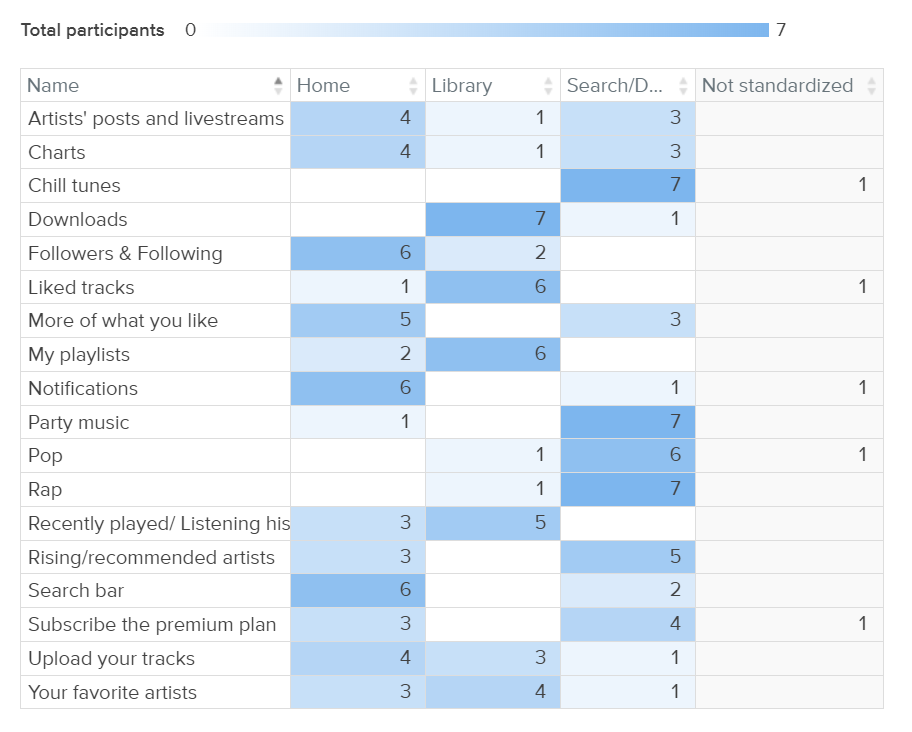 Total participants 0 7
Name Home Library Search/D... Not standardized
Artists' posts and livestreams 4 1 3
Charts 4 1 3
Chill tunes 7 1
Downloads 7 1
Followers & Following 6 2
Liked tracks 1 6 1
More of what you like 5 3
My playlists 2 6
Notifications 6 1 1
Party music 1 7
Pop 1 6 1
Rap 1 7
Recently played/ Listening his 3 5
Rising/recommended artists 3 5
Search bar 6 2
Subscribe the premium plan 3 4 1
Upload your tracks 4 3 1
Your favorite artists 3 4 1